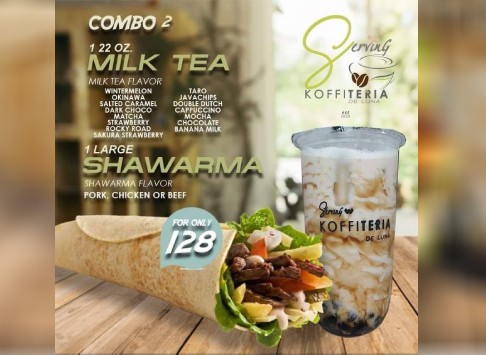 COMBO 2
1 22 OZ.
MILK TEA
MILK TEA FLAVOR
WINTERMELON
OKINAWA
SALTED CARAMEL
DARK CHOCO
MATCHA
STRAWBERRY
ROCKY ROAD
SAKURA STRAWBERRY
TARO
JAVACHIPS
DOUBLE DUTCH
CAPPUCCINO
MOCHA
CHOCOLATE
BANANA MILK
1 LARGE
SHAWARMA
SHAWARMA FLAVOR
PORK, CHICKEN OR BEEF
FOR ONLY
128
Serving
KOFFITERIA
DE LUNA
Serving
KOFFITERIA
DE LUNA